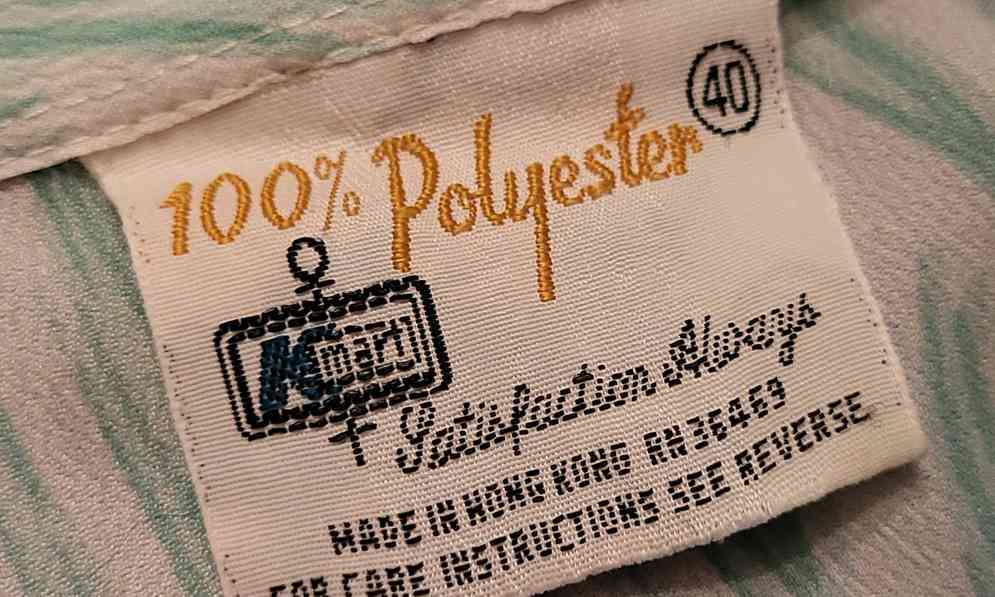 40
100% Polyester
Kmart
Satisfaction Always
MADE IN HONG KONG RN 36469
FOR CARE INSTRUCTIONS SEE REVERSE